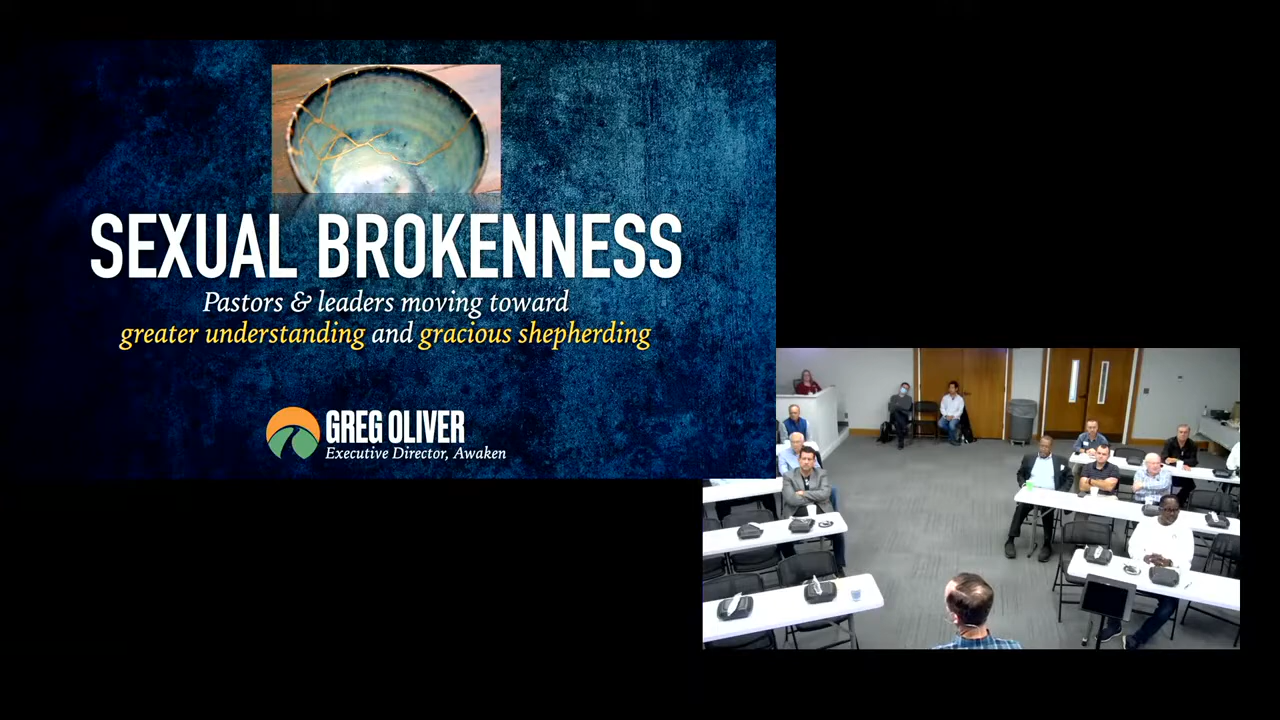 SEXUAL BROKENNESS
Pastors & leaders moving toward
greater understanding and gracious shepherding
GREG OLIVER
Executive Director, Awaken